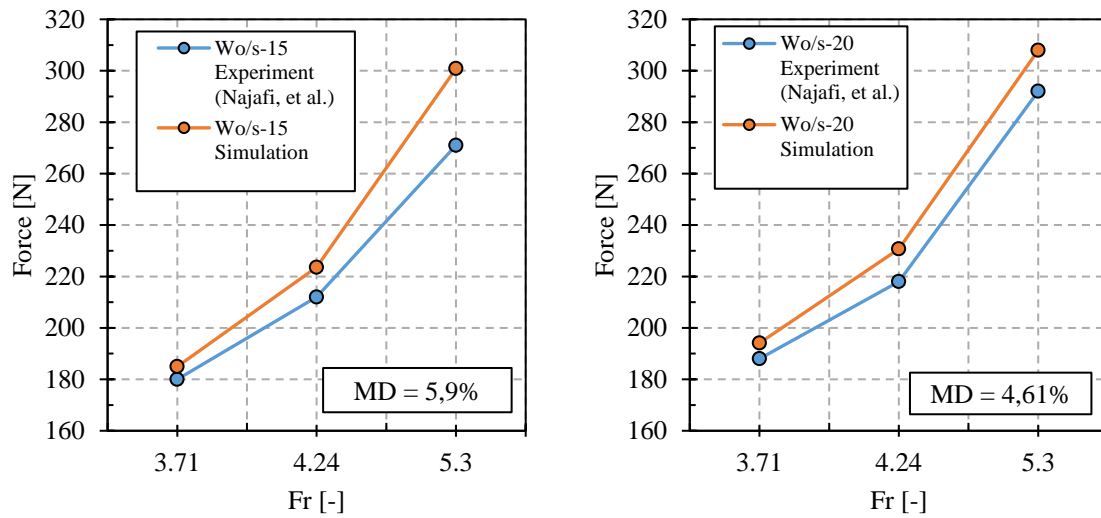 320
300
280
260
240
220
200
180
160
Force [N]
Wo/s-15
Experiment
(Najafi, et al.)
Wo/s-15
Simulation
MD = 5,9%
3.71
4.24
5.3
Fr [-]
320
300
280
260
240
220
200
180
160
Force [N]
Wo/s-20
Experiment
(Najafi, et al.)
Wo/s-20
Simulation
MD = 4,61%
3.71
4.24
5.3
Fr [-]